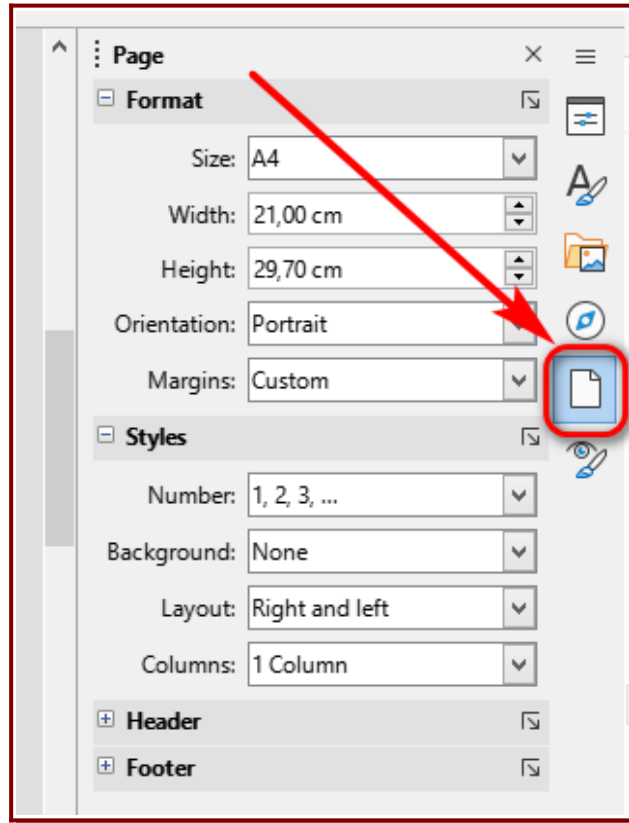 Page
Format
Size: A4
Width: 21,00 cm
Height: 29,70 cm
Orientation: Portrait
Margins: Custom
Styles
Number: 1, 2, 3, ...
Background: None
Layout: Right and left
Columns: 1 Column
Header
Footer